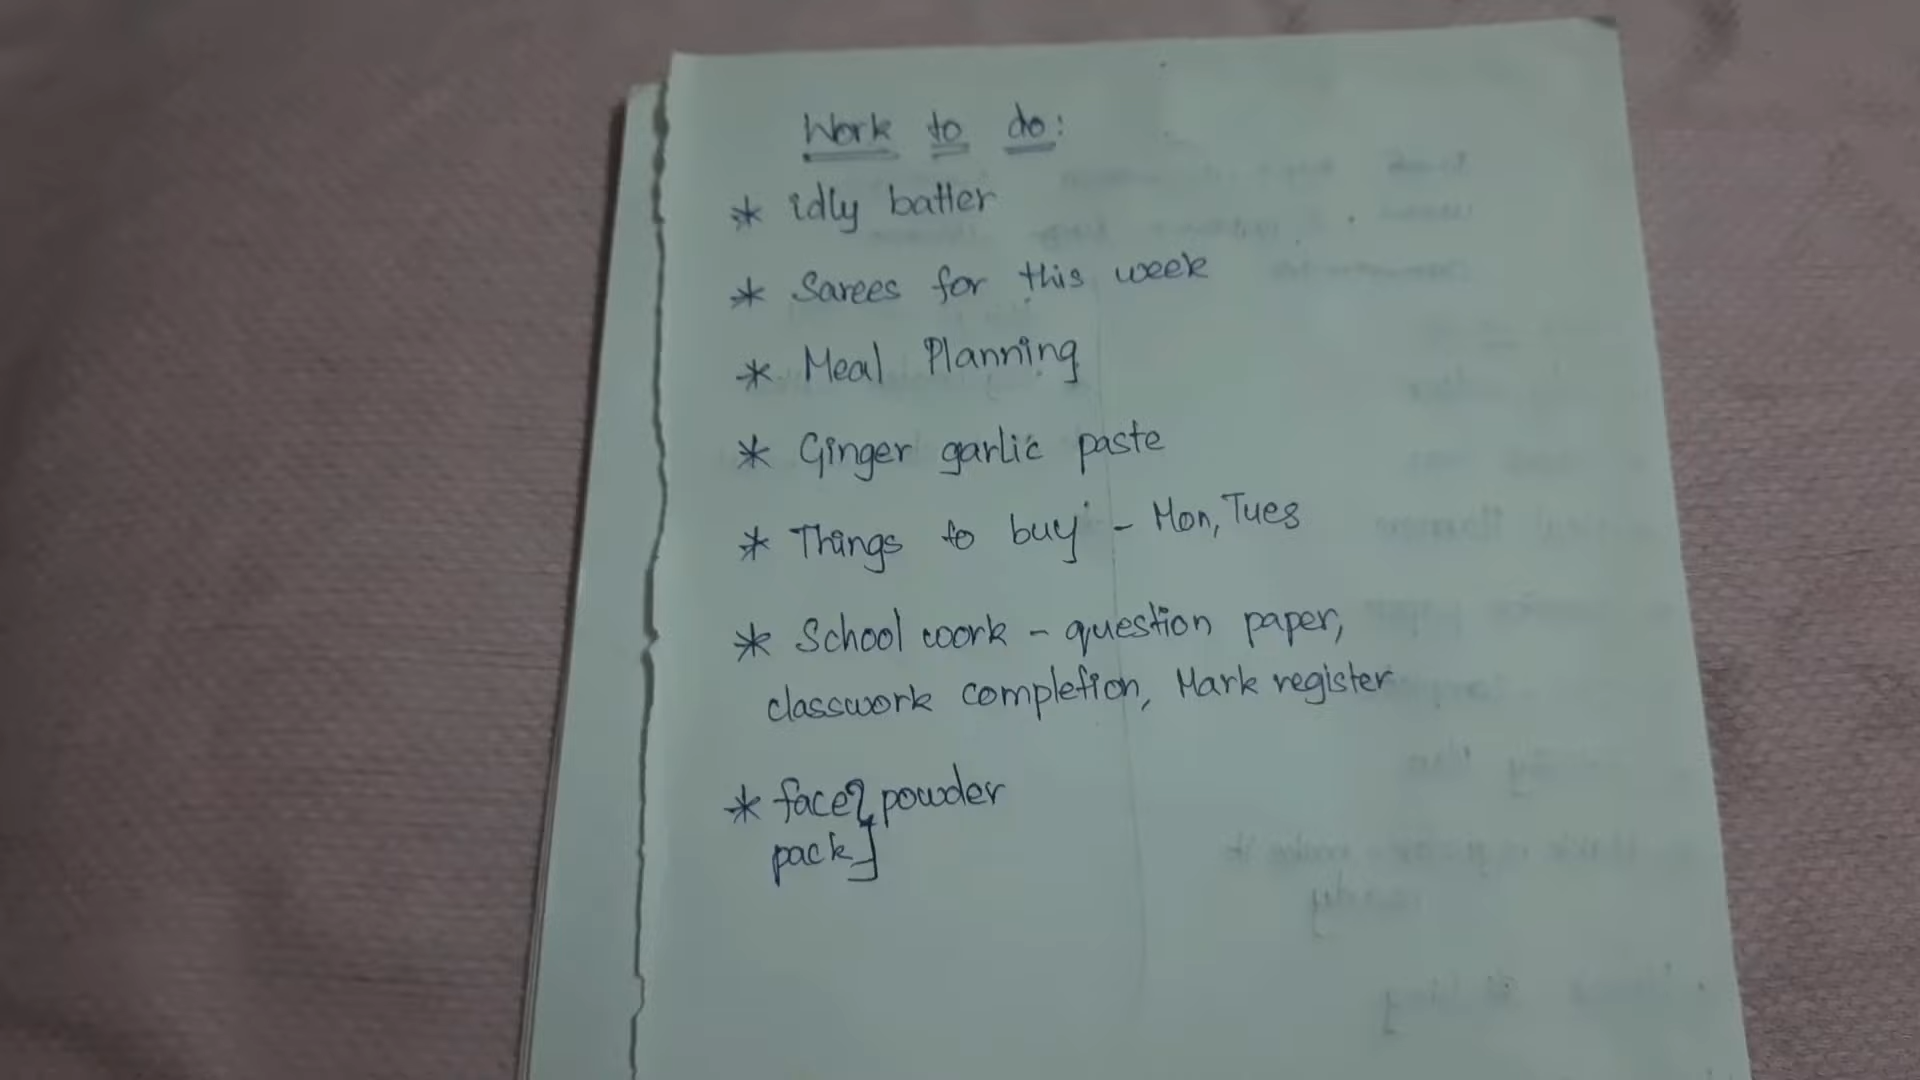 Work to do:
* idly batter
* Sarees for this week
* Meal Planning
* Ginger garlic paste
* Things to buy - Mon, Tues
* School work - question paper,
classwork completion, Mark register
* face } powder
pack